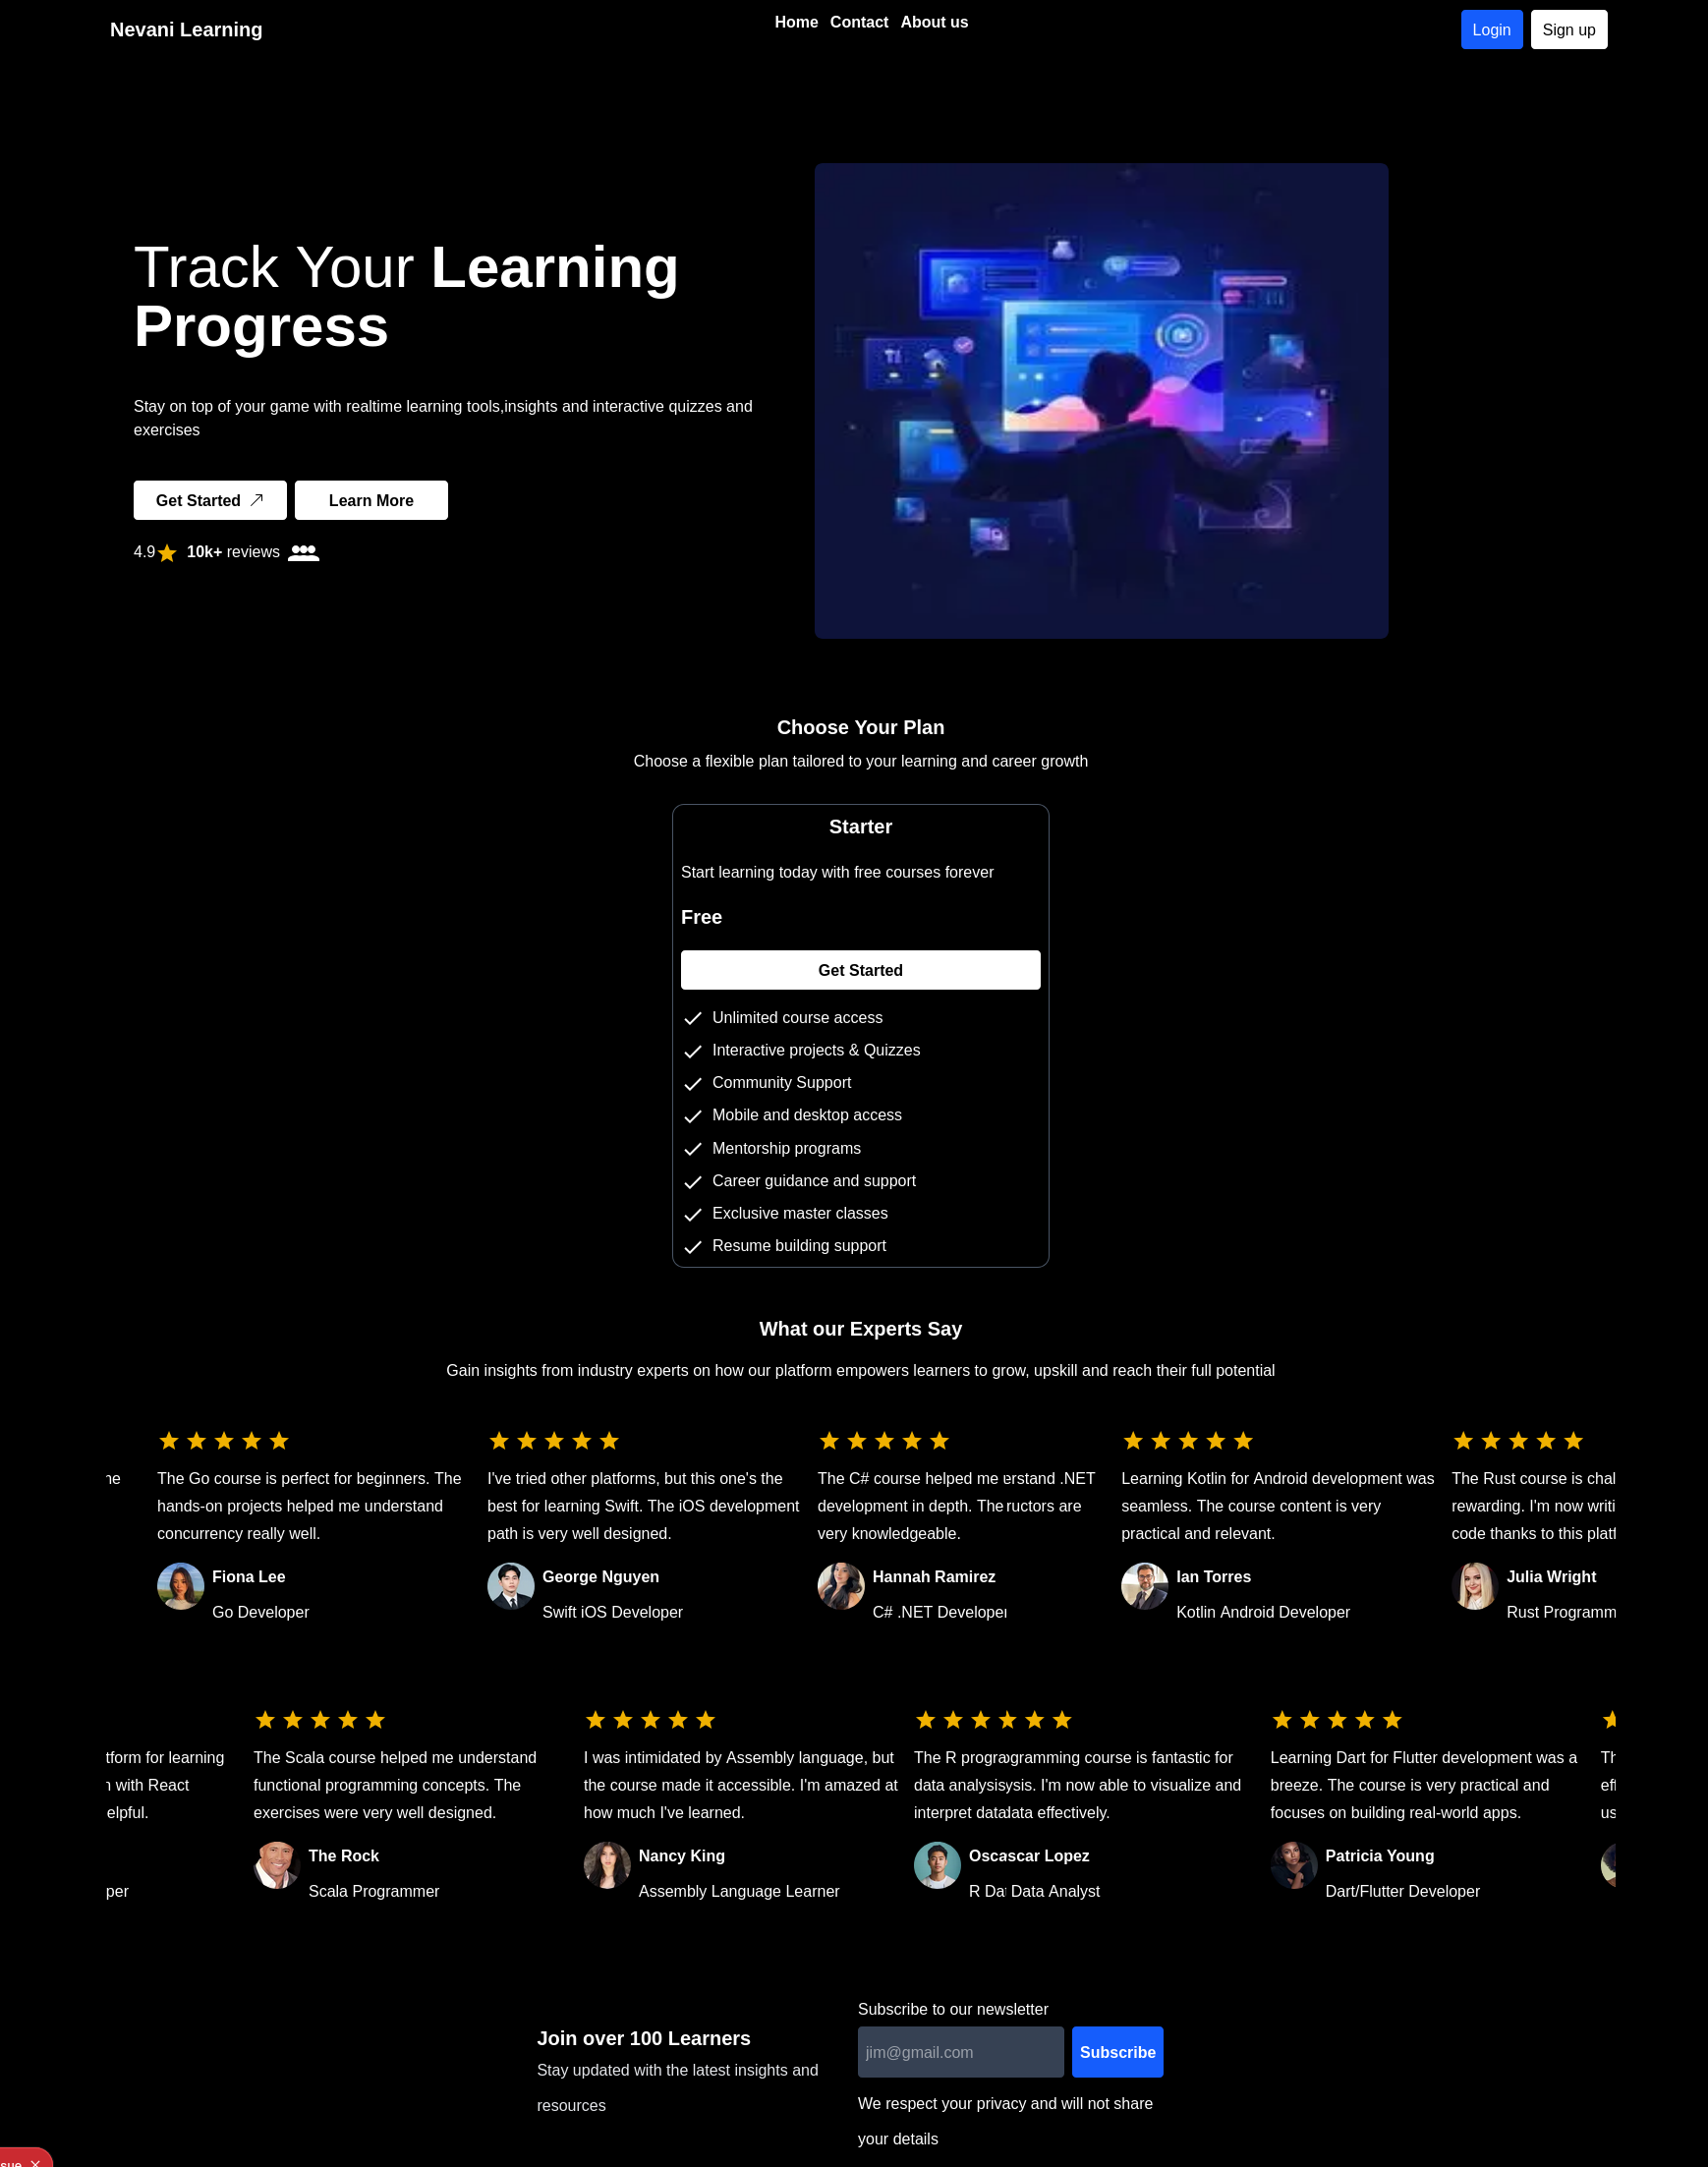 Nevani Learning
Home Contact About us
Login Sign up
Track Your Learning
Progress
Stay on top of your game with realtime learning tools,insights and interactive quizzes and
exercises
Get Started Learn More
4.9 10k+ reviews
Choose Your Plan
Choose a flexible plan tailored to your learning and career growth
Starter
Start learning today with free courses forever
Free
Get Started
Unlimited course access
Interactive projects & Quizzes
Community Support
Mobile and desktop access
Mentorship programs
Career guidance and support
Exclusive master classes
Resume building support
What our Experts Say
Gain insights from industry experts on how our platform empowers learners to grow, upskill and reach their full potential
The Go course is perfect for beginners. The
hands-on projects helped me understand
concurrency really well.
Fiona Lee
Go Developer
I've tried other platforms, but this one's the
best for learning Swift. The iOS development
path is very well designed.
George Nguyen
Swift iOS Developer
The C# course helped me erstand .NET
development in depth. The ructors are
very knowledgeable.
Hannah Ramirez
C# .NET Developer
Learning Kotlin for Android development was
seamless. The course content is very
practical and relevant.
Ian Torres
Kotlin Android Developer
The Rust course is chal
rewarding. I'm now writi
code thanks to this platf
Julia Wright
Rust Programm
tform for learning
with React
elpful.
per
The Scala course helped me understand
functional programming concepts. The
exercises were very well designed.
The Rock
Scala Programmer
I was intimidated by Assembly language, but
the course made it accessible. I'm amazed at
how much I've learned.
Nancy King
Assembly Language Learner
The R progra ogramming course is fantastic for
data analysis ysis. I'm now able to visualize and
interpret data data effectively.
Osca scar Lopez
R Dat Data Analyst
Learning Dart for Flutter development was a
breeze. The course is very practical and
focuses on building real-world apps.
Patricia Young
Dart/Flutter Developer
Join over 100 Learners
Stay updated with the latest insights and
resources
Subscribe to our newsletter
jim@gmail.com Subscribe
We respect your privacy and will not share
your details